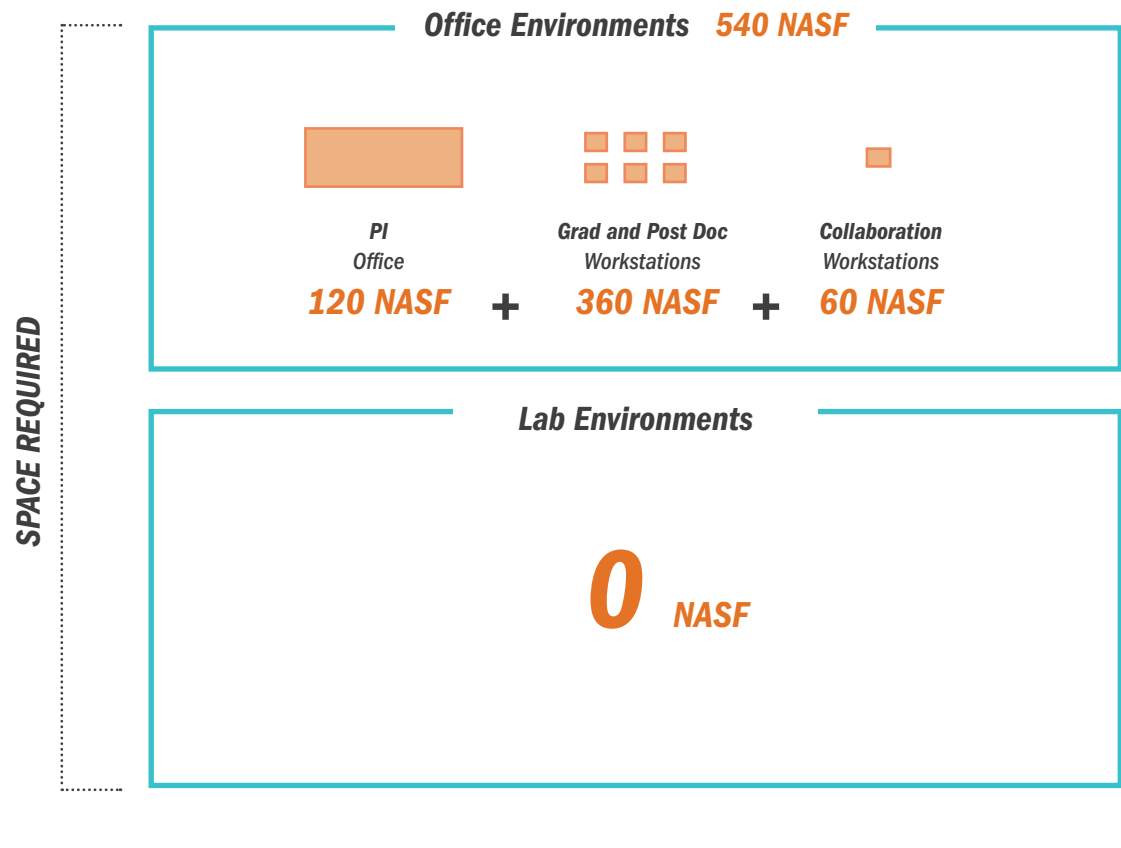 Office Environments 540 NASF
PI
Office
120 NASF
+
Grad and Post Doc
Workstations
360 NASF
+
Collaboration
Workstations
60 NASF
SPACE REQUIRED
Lab Environments
0 NASF